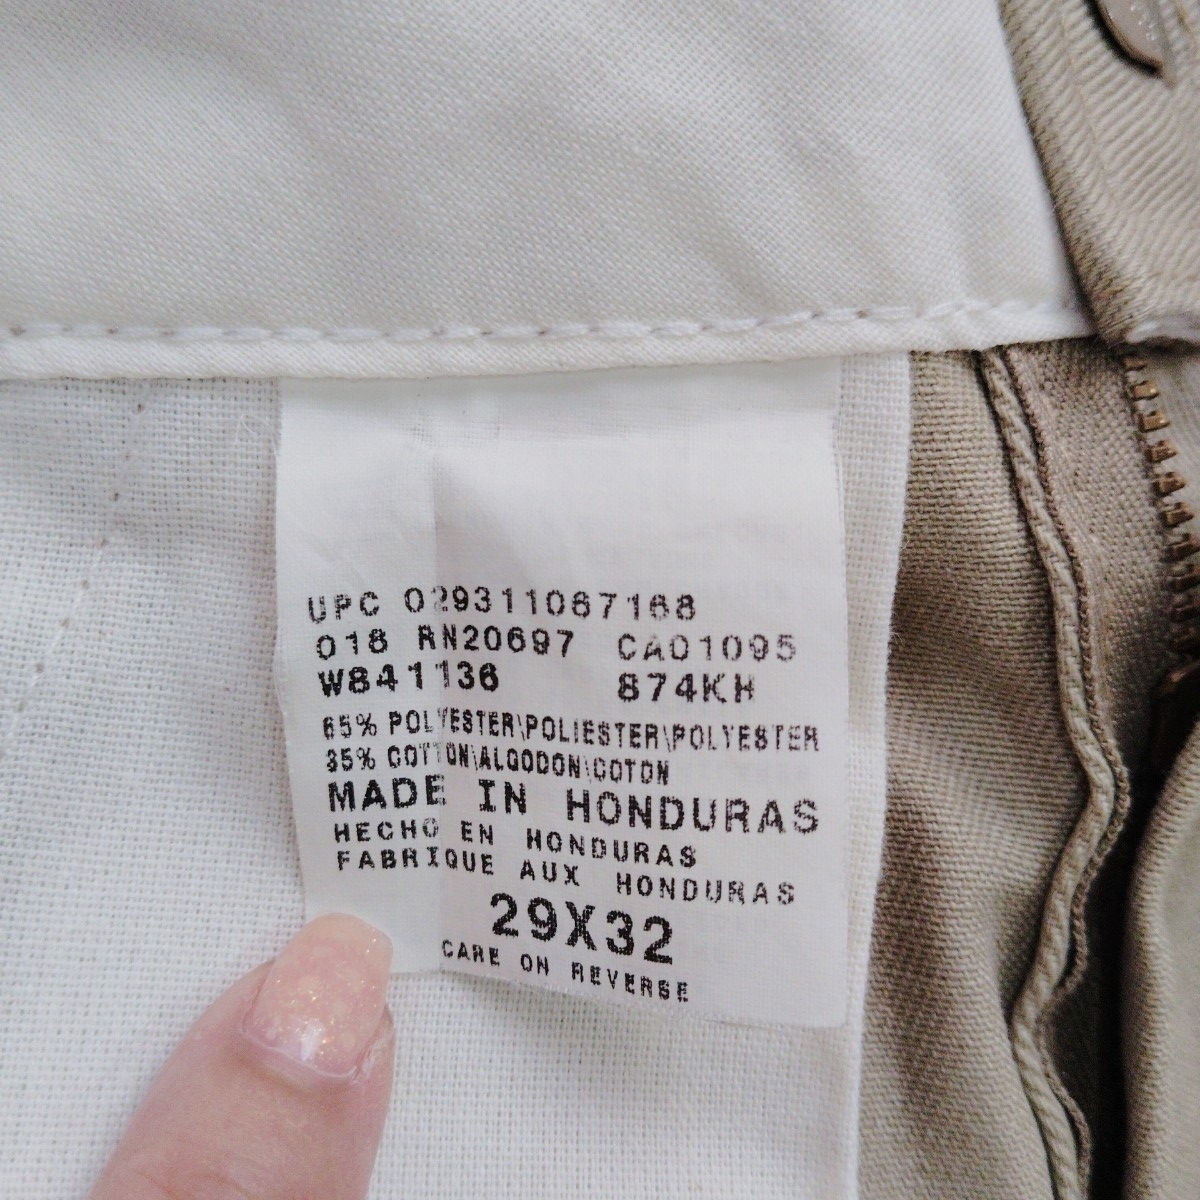 UPC 029311067168
018 RN20697 CA01095
W841136 874KH
65% POLYESTER\POLIESTER\POLYESTER
35% COTTON\ALGODON\COTON
MADE IN HONDURAS
HECHO EN HONDURAS
FABRIQUE AUX HONDURAS
29X32
CARE ON REVERSE